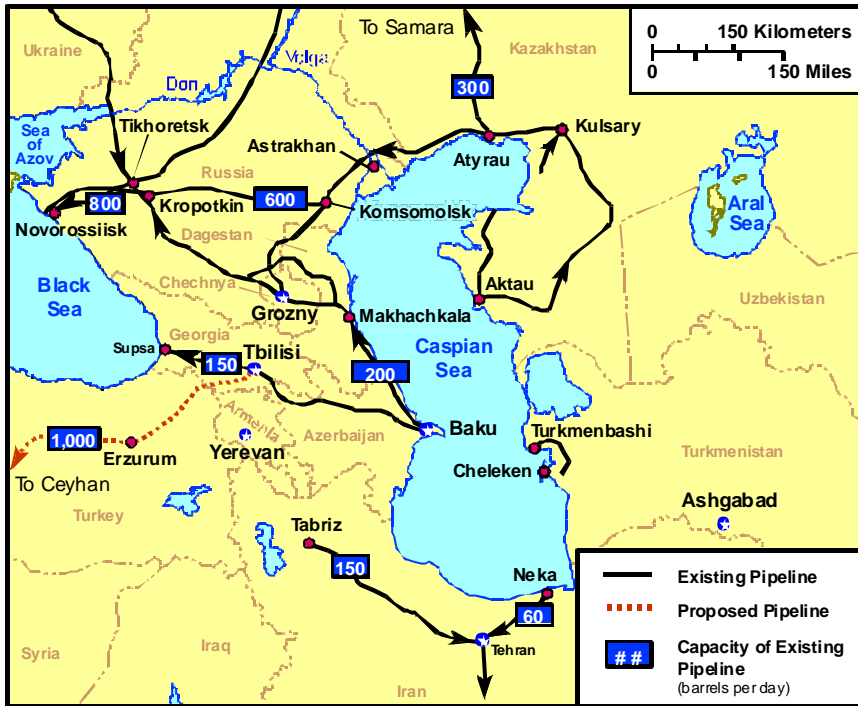 To Samara
Kazakhstan
0 150 Kilometers
0 150 Miles
Ukraine
Don
Volga
300
Sea
of
Azov
Tikhoretsk
Astrakhan
Atyrau
Kulsary
Russia
800
Kropotkin
600
Komsomolsk
Aral
Sea
Novorossiisk
Dagestan
Black
Sea
Chechnya
Grozny
Aktau
Uzbekistan
Makhachkala
Georgia
Supsa
150
Tbilisi
Caspian
Sea
200
Armenia
Azerbaijan
Baku
Turkmenbashi
1,000
Erzurum
Yerevan
Turkmenistan
Cheleken
To Ceyhan
Turkey
Ashgabad
Tabriz
150
Neka
60
Tehran
Syria
Iraq
Iran
Existing Pipeline
Proposed Pipeline
##
Capacity of Existing
Pipeline
(barrels per day)